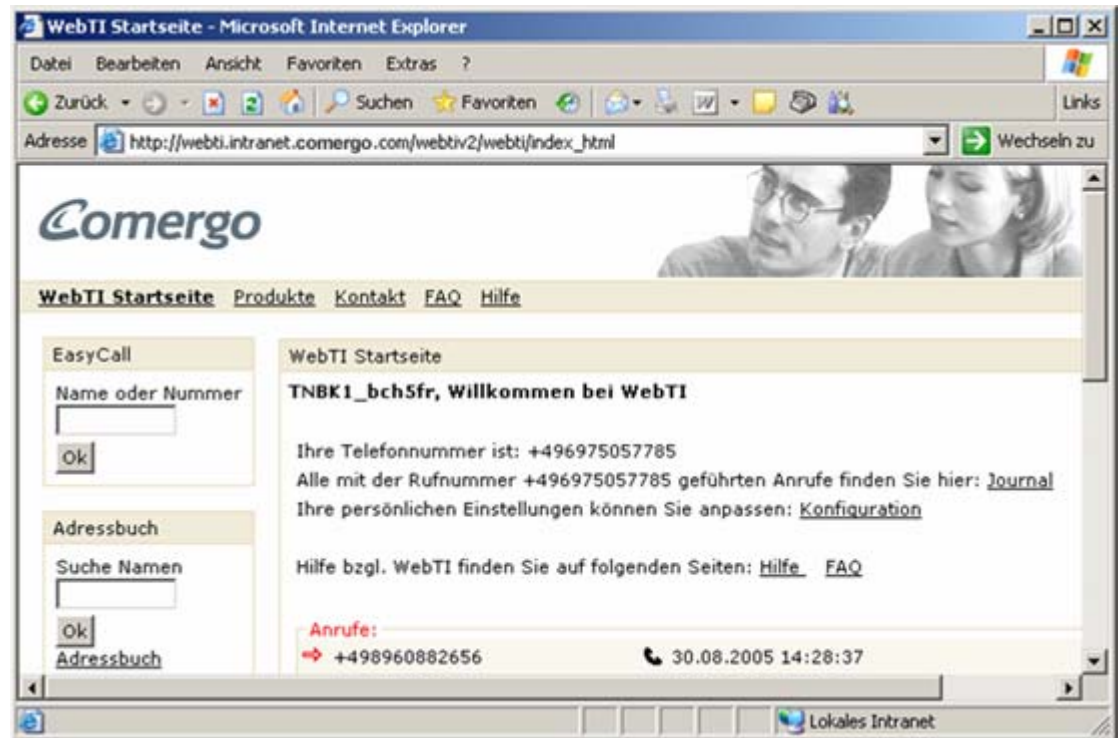 WebTI Startseite - Microsoft Internet Explorer
Datei Bearbeiten Ansicht Favoriten Extras ?
Zurück Suchen Favoriten Links
Adresse http://webti.intranet.comergo.com/webtiv2/webti/index_html Wechseln zu
Comergo
WebTI Startseite Produkte Kontakt FAQ Hilfe
EasyCall
Name oder Nummer
Ok
Adressbuch
Suche Namen
Ok
Adressbuch
WebTI Startseite
TNBK1_bch5fr, Willkommen bei WebTI
Ihre Telefonnummer ist: +496975057785
Alle mit der Rufnummer +496975057785 geführten Anrufe finden Sie hier: Journal
Ihre persönlichen Einstellungen können Sie anpassen: Konfiguration
Hilfe bzgl. WebTI finden Sie auf folgenden Seiten: Hilfe FAQ
Anrufe:
+498960882656 30.08.2005 14:28:37
Lokales Intranet